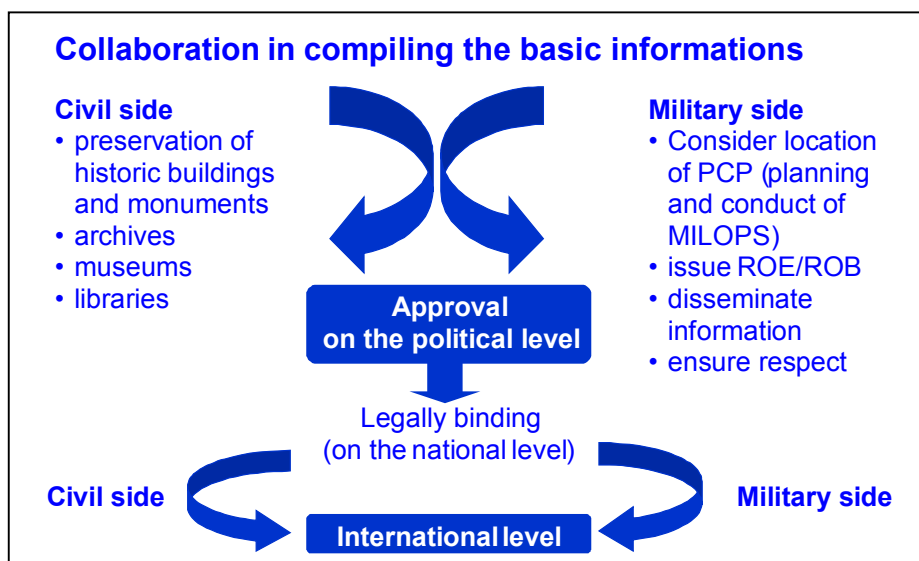 Collaboration in compiling the basic informations
Civil side
• preservation of
historic buildings
and monuments
• archives
• museums
• libraries
Military side
• Consider location
of PCP (planning
and conduct of
MILOPS)
• issue ROE/ROB
• disseminate
information
• ensure respect
Approval
on the political level
Legally binding
(on the national level)
Civil side
Military side
International level